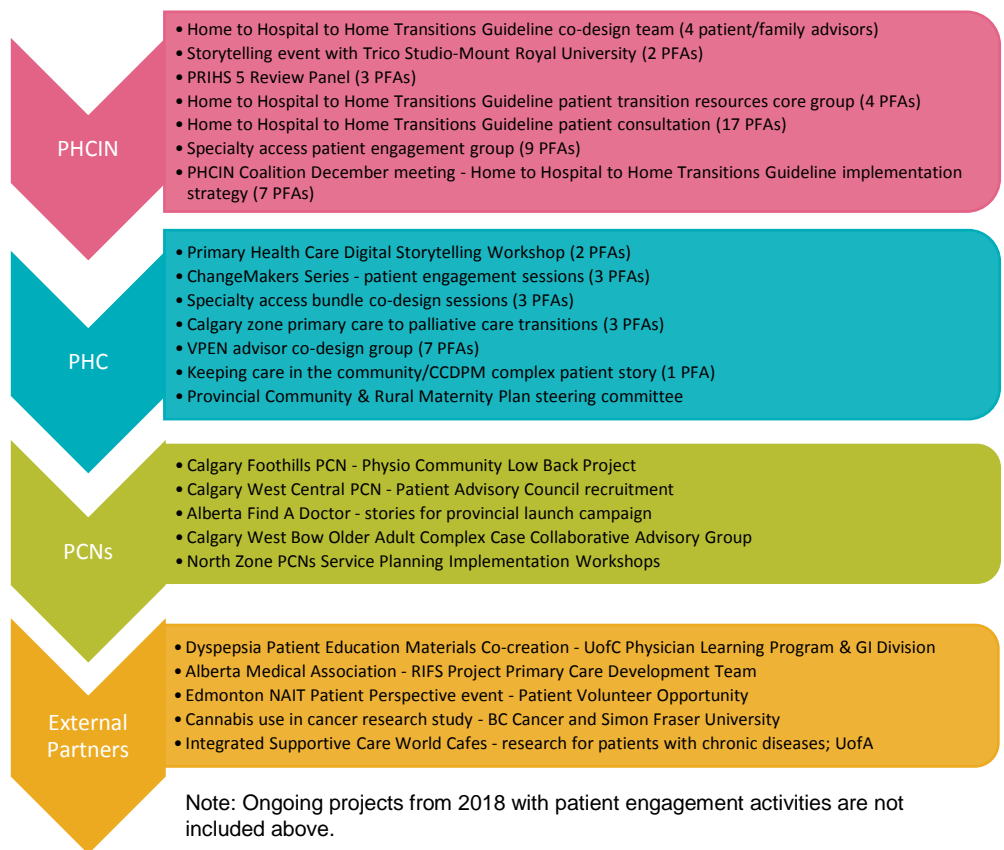 PHCIN
• Home to Hospital to Home Transitions Guideline co-design team (4 patient/family advisors)
• Storytelling event with Trico Studio-Mount Royal University (2 PFAs)
• PRIHS 5 Review Panel (3 PFAs)
• Home to Hospital to Home Transitions Guideline patient transition resources core group (4 PFAs)
• Home to Hospital to Home Transitions Guideline patient consultation (17 PFAs)
• Specialty access patient engagement group (9 PFAs)
• PHCIN Coalition December meeting - Home to Hospital to Home Transitions Guideline implementation
strategy (7 PFAs)
PHC
• Primary Health Care Digital Storytelling Workshop (2 PFAs)
• ChangeMakers Series - patient engagement sessions (3 PFAs)
• Specialty access bundle co-design sessions (3 PFAs)
• Calgary zone primary care to palliative care transitions (3 PFAs)
• VPEN advisor co-design group (7 PFAs)
• Keeping care in the community/CCDPM complex patient story (1 PFA)
• Provincial Community & Rural Maternity Plan steering committee
PCNs
• Calgary Foothills PCN - Physio Community Low Back Project
• Calgary West Central PCN - Patient Advisory Council recruitment
• Alberta Find A Doctor - stories for provincial launch campaign
• Calgary West Bow Older Adult Complex Case Collaborative Advisory Group
• North Zone PCNs Service Planning Implementation Workshops
External
Partners
• Dyspepsia Patient Education Materials Co-creation - UofC Physician Learning Program & GI Division
• Alberta Medical Association - RIFS Project Primary Care Development Team
• Edmonton NAIT Patient Perspective event - Patient Volunteer Opportunity
• Cannabis use in cancer research study - BC Cancer and Simon Fraser University
• Integrated Supportive Care World Cafes - research for patients with chronic diseases; UofA
Note: Ongoing projects from 2018 with patient engagement activities are not
included above.